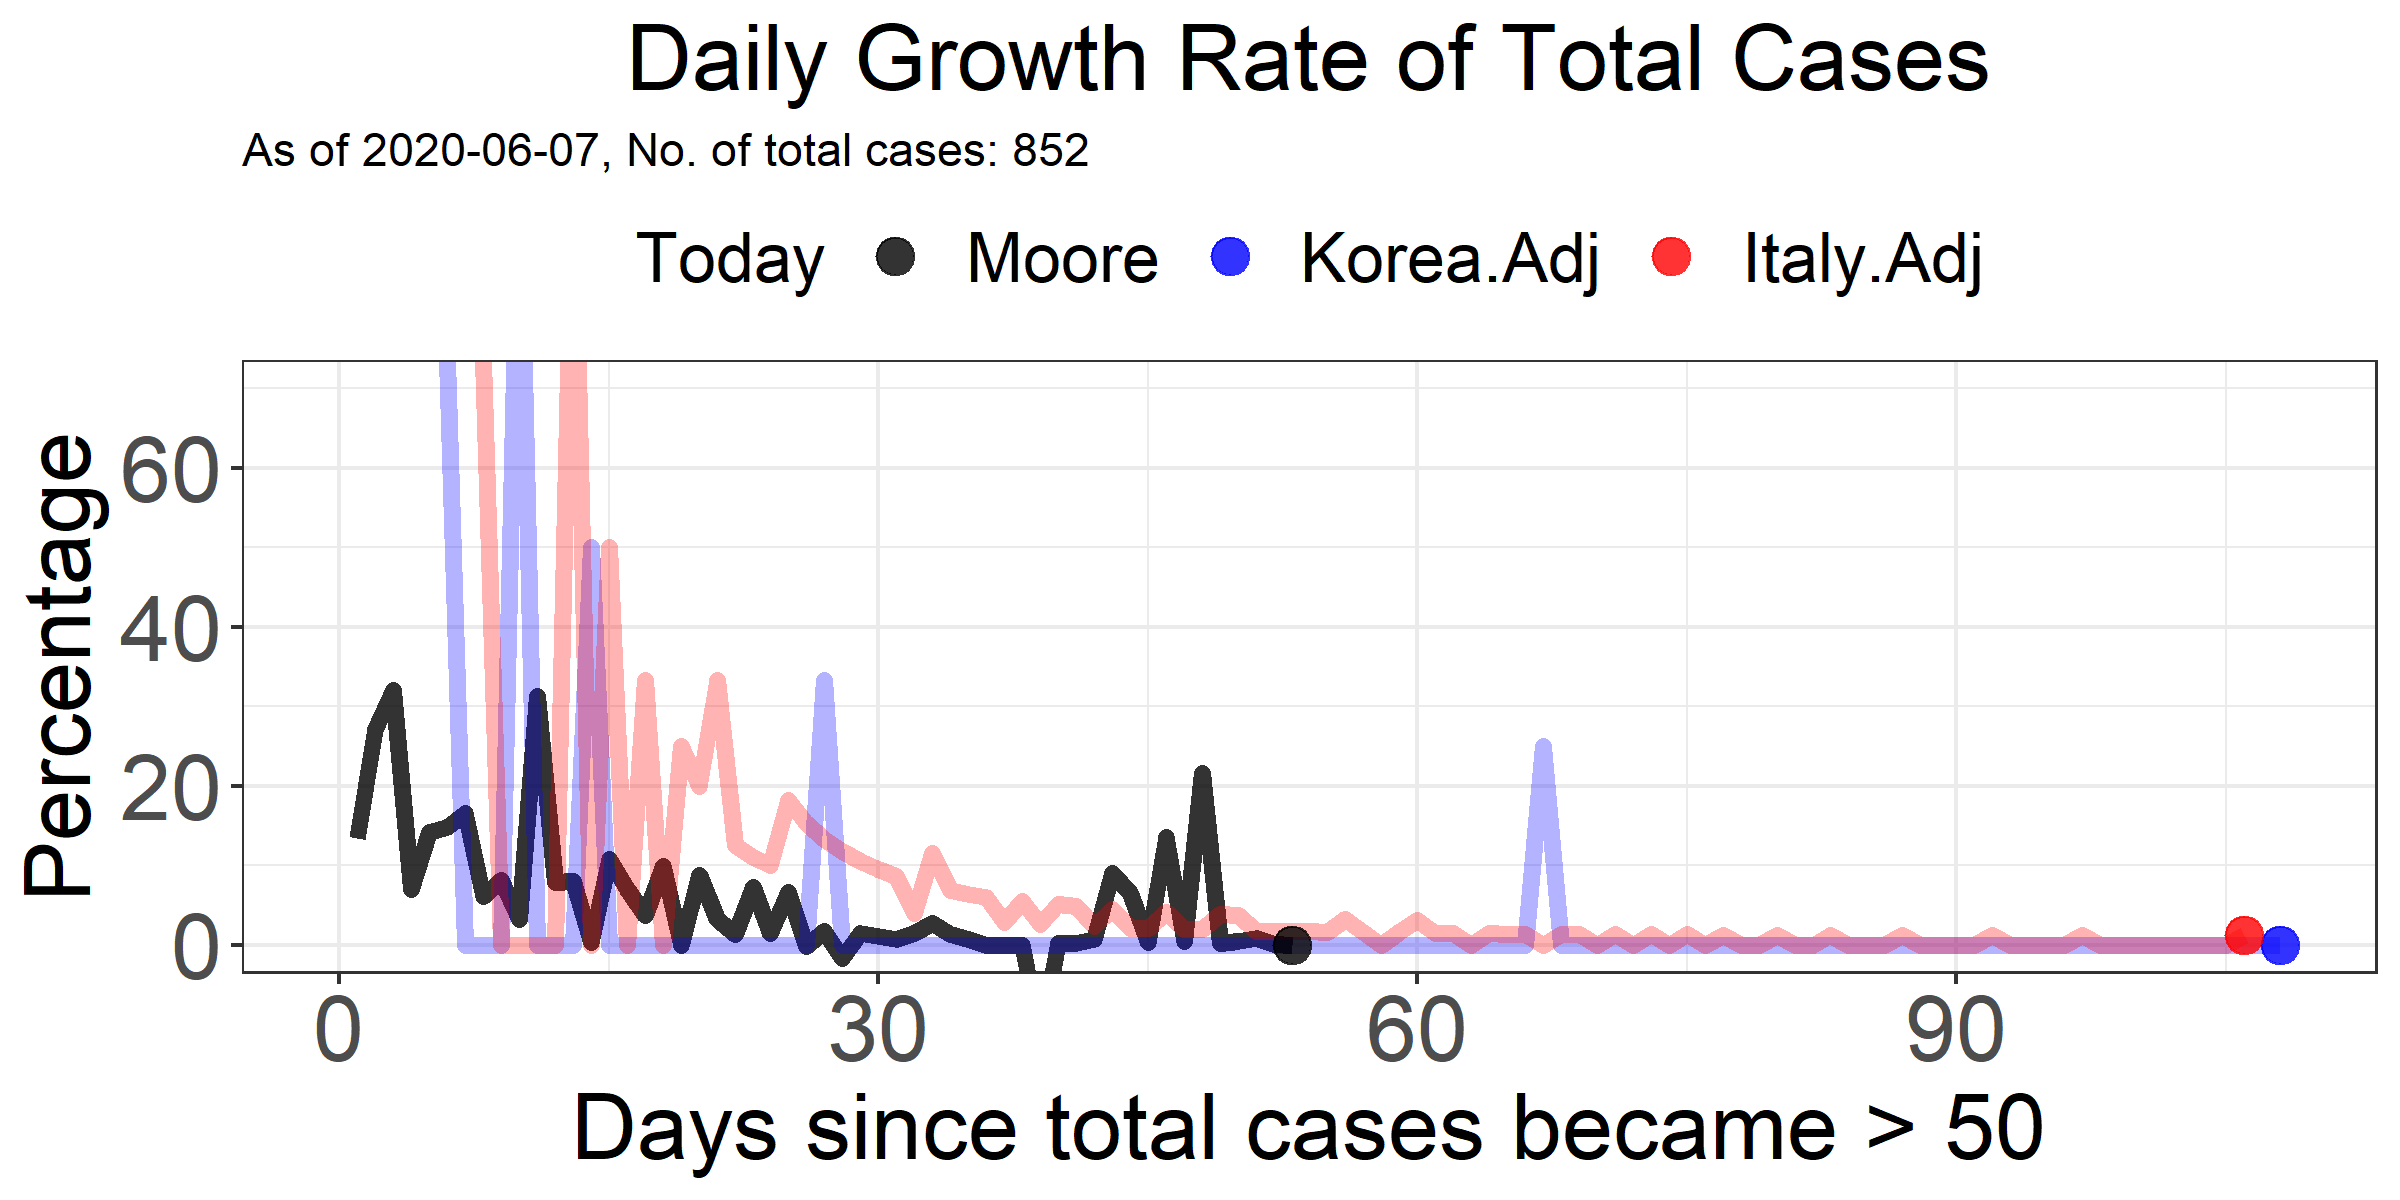 Daily Growth Rate of Total Cases
As of 2020-06-07, No. of total cases: 852
Today Moore Korea.Adj Italy.Adj
Percentage
60
40
20
0
0 30 60 90
Days since total cases became > 50